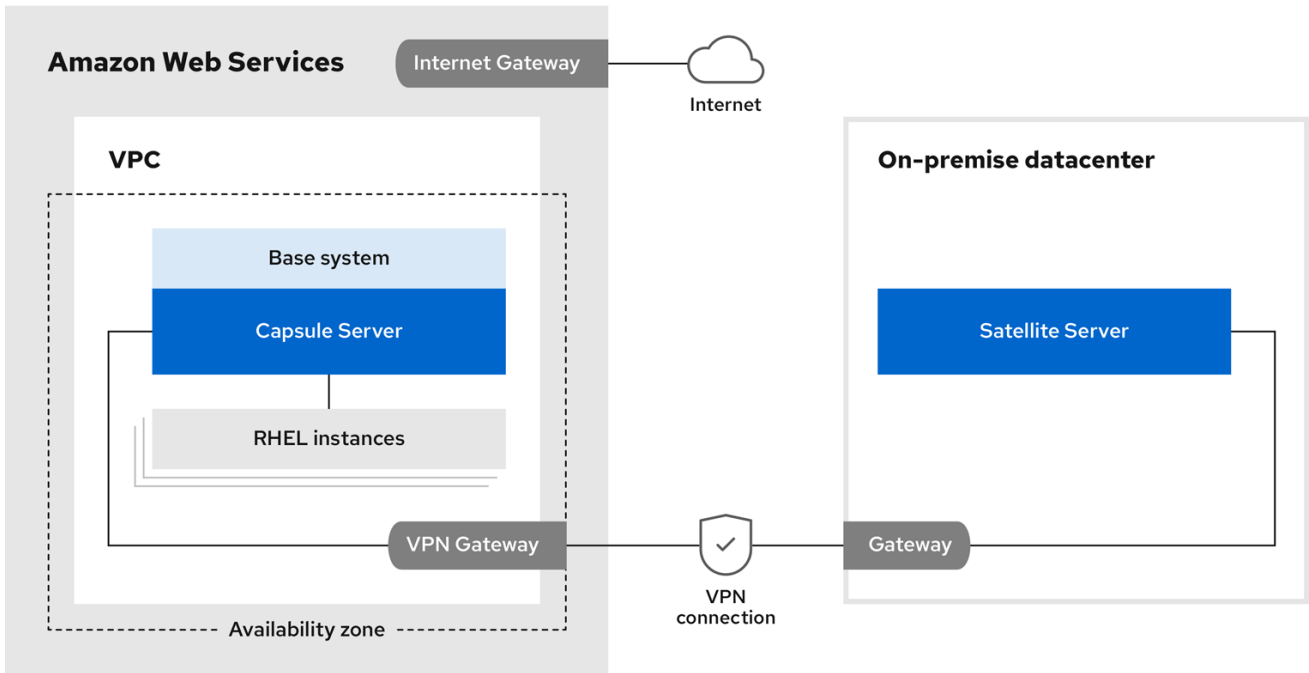 Amazon Web Services
Internet Gateway
Internet
VPC
On-premise datacenter
Base system
Capsule Server
Satellite Server
RHEL instances
VPN Gateway
Gateway
VPN
connection
Availability zone